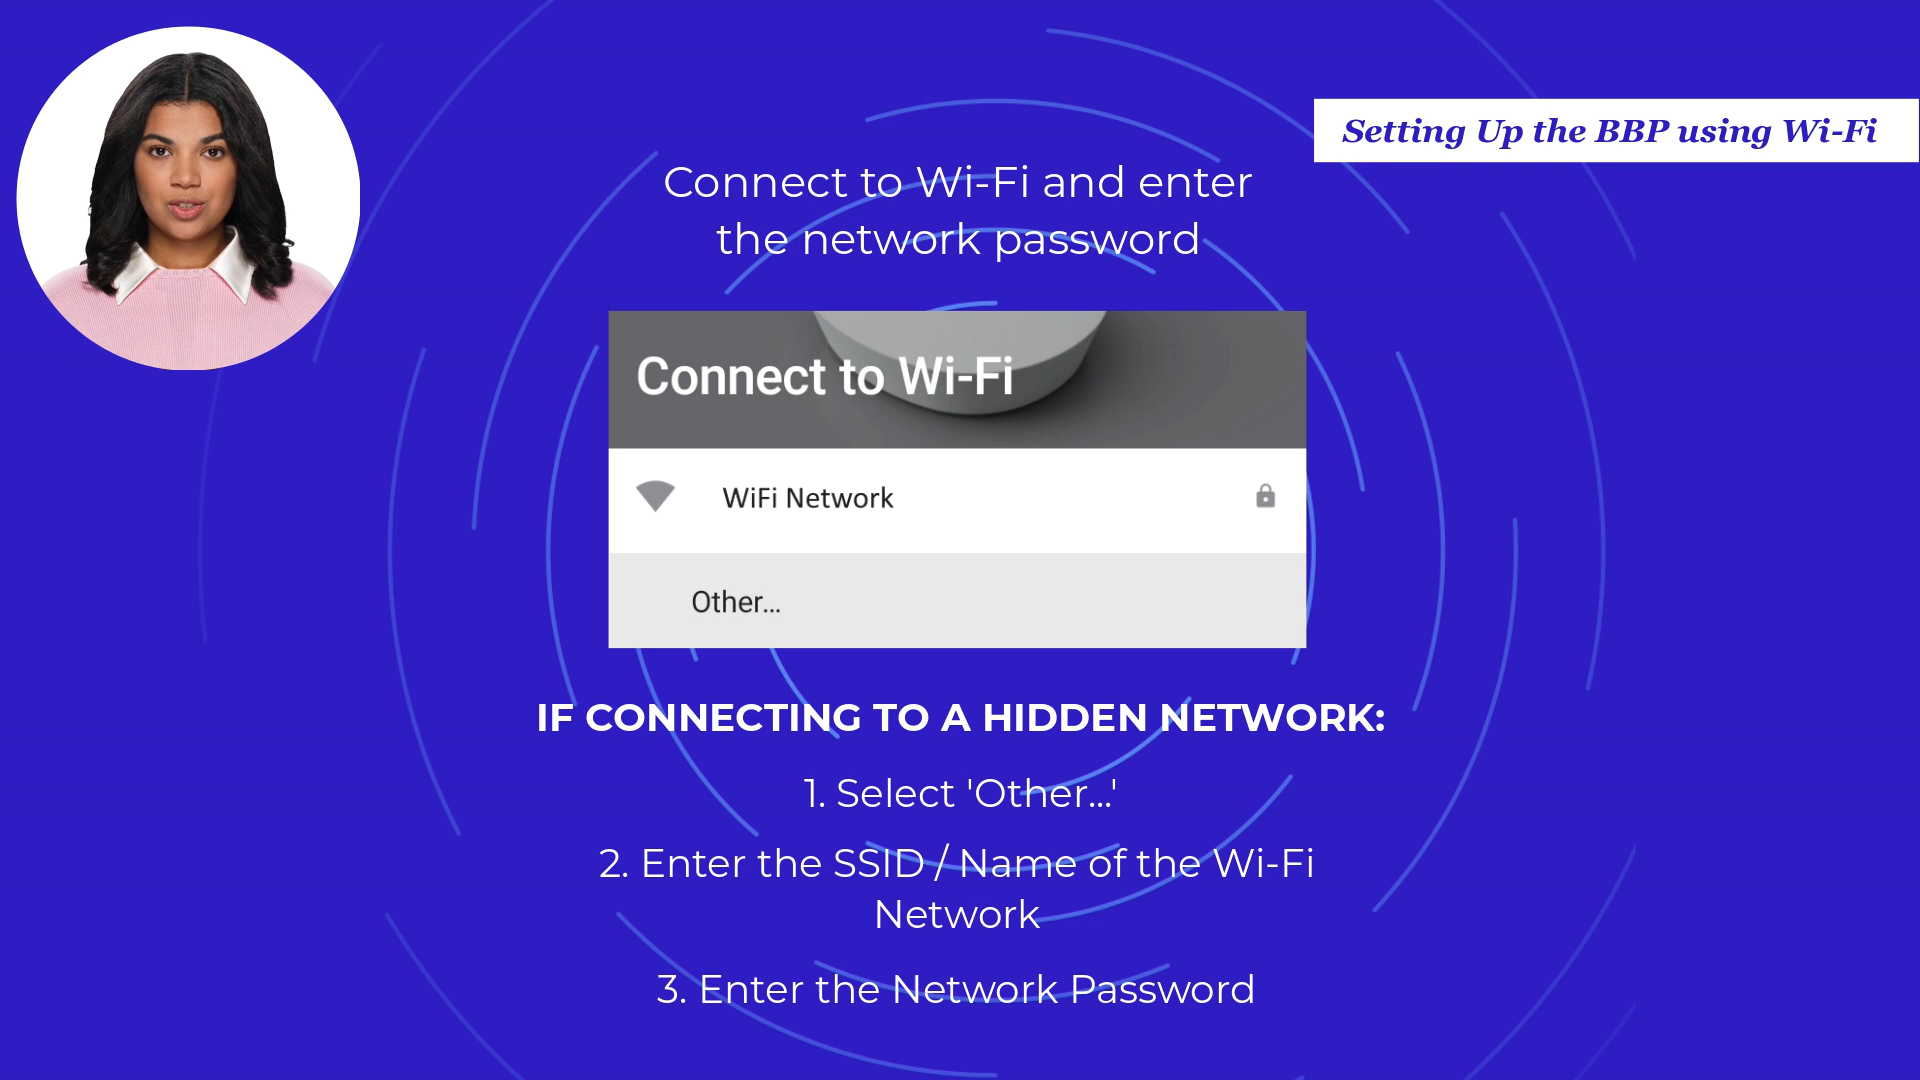 Setting Up the BBP using Wi-Fi
Connect to Wi-Fi and enter
the network password
Connect to Wi-Fi
WiFi Network
Other...
IF CONNECTING TO A HIDDEN NETWORK:
1. Select 'Other...'
2. Enter the SSID / Name of the Wi-Fi
Network
3. Enter the Network Password